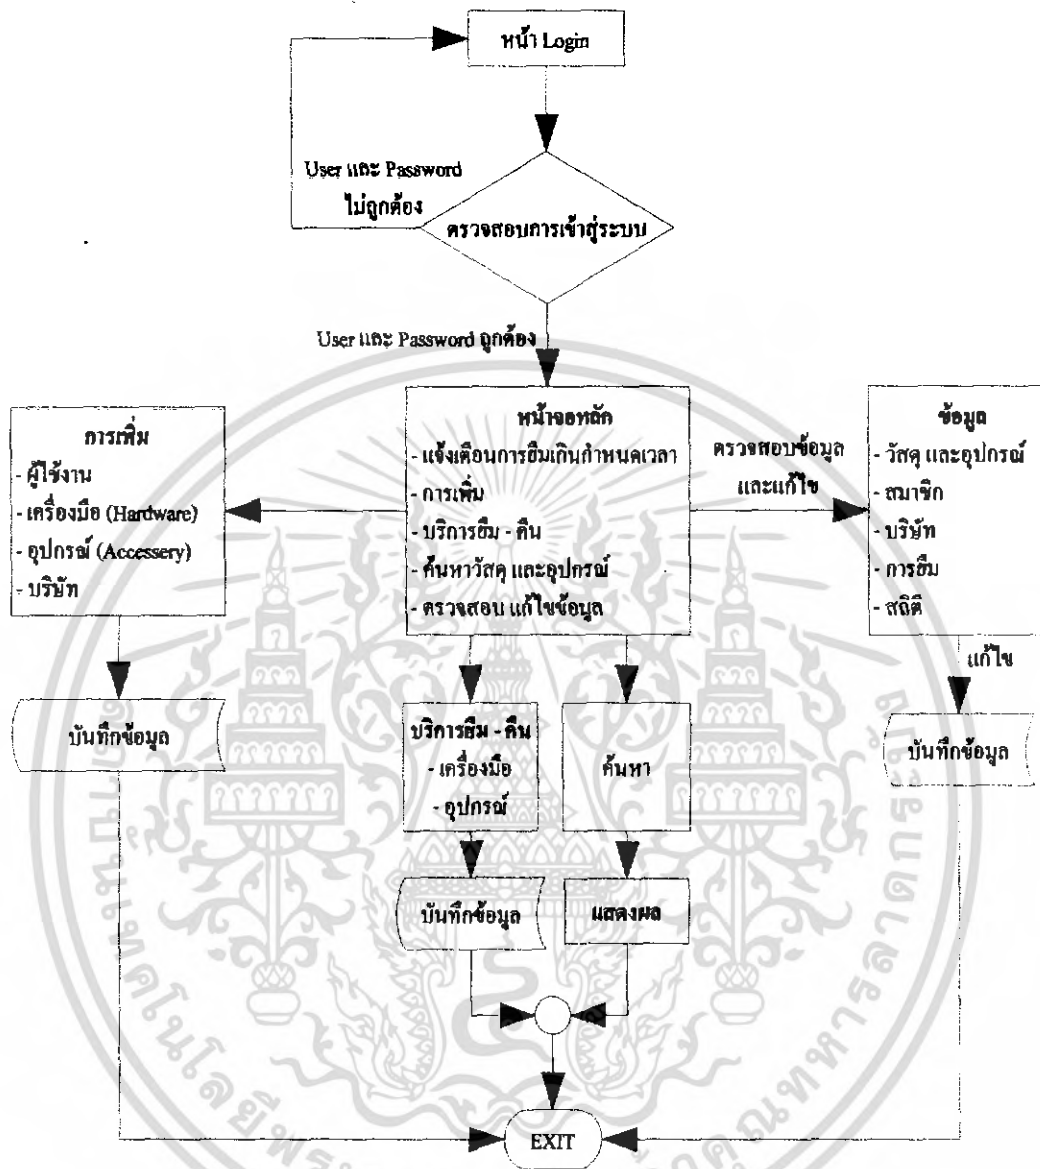 หน้า Login
User และ Password
ไม่ถูกต้อง
ตรวจสอบการเข้าสู่ระบบ
User และ Password ถูกต้อง
การเพิ่ม
- ผู้ใช้งาน
- เครื่องมือ (Hardware)
- อุปกรณ์ (Accessery)
- บริษัท
หน้าจอหลัก
- แจ้งเตือนการยืมเกินกำหนดเวลา
- การเพิ่ม
- บริการยืม - คืน
- ค้นหาวัสดุ และอุปกรณ์
- ตรวจสอบ แก้ไขข้อมูล
ตรวจสอบข้อมูล
และแก้ไข
ข้อมูล
- วัสดุ และอุปกรณ์
- สมาชิก
- บริษัท
- การยืม
- สถิติ
แก้ไข
บันทึกข้อมูล
บริการยืม - คืน
- เครื่องมือ
- อุปกรณ์
ค้นหา
บันทึกข้อมูล
บันทึกข้อมูล
แสดงผล
EXIT